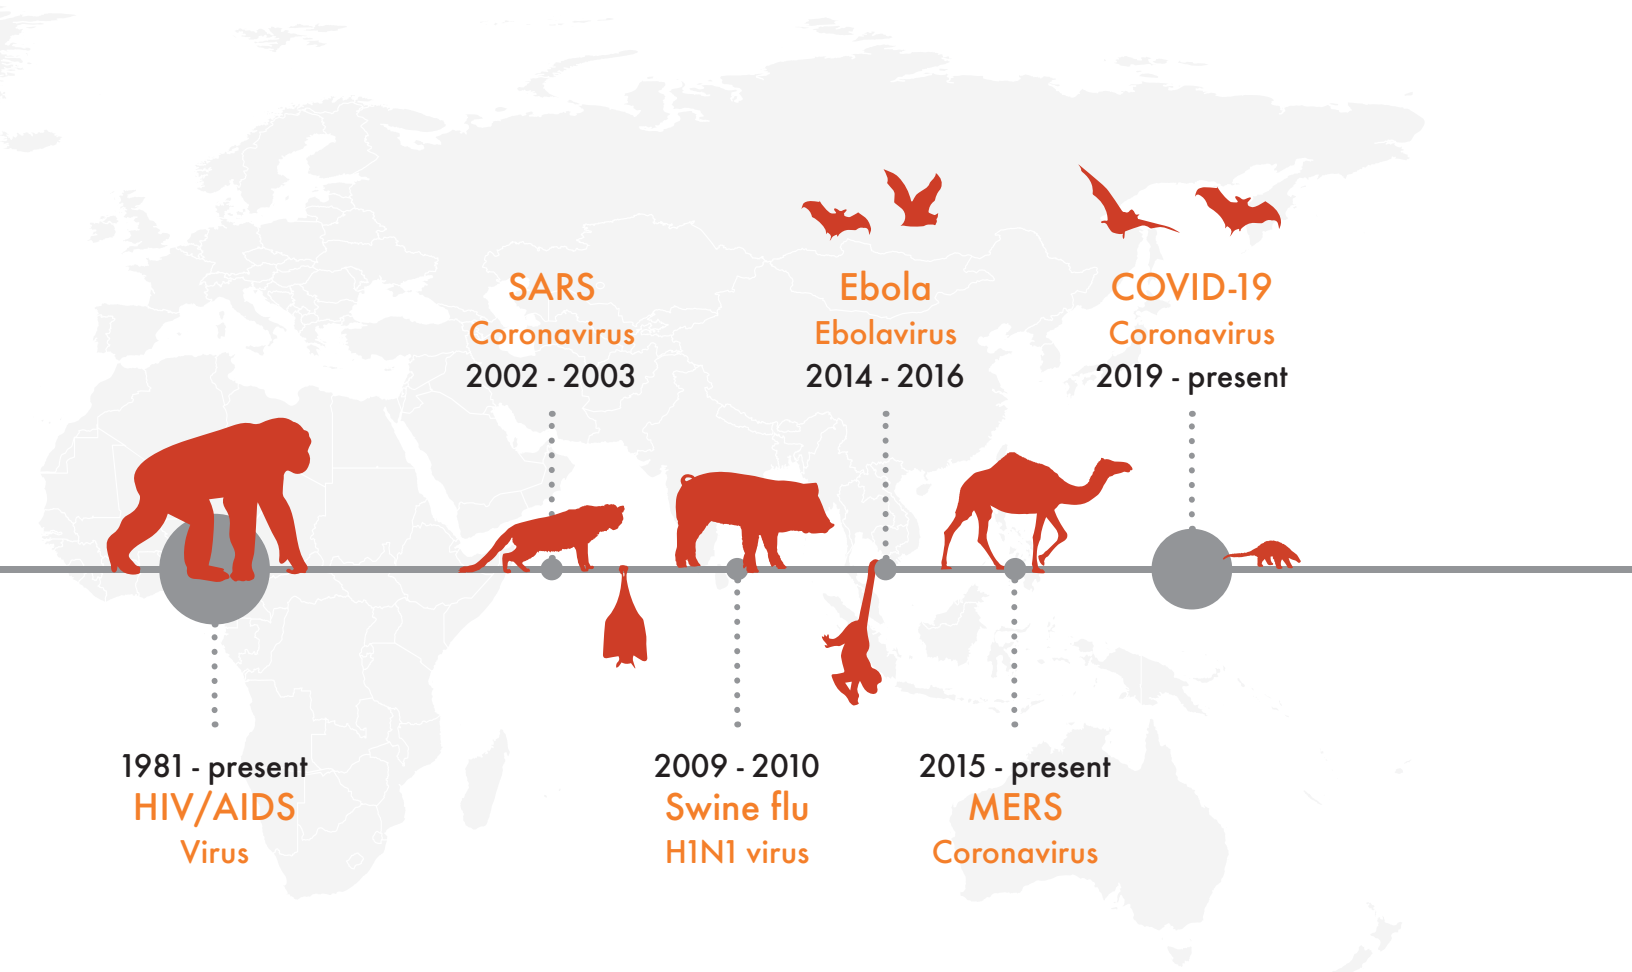 SARS
Coronavirus
2002 - 2003
Ebola
Ebolavirus
2014 - 2016
COVID-19
Coronavirus
2019 - present
1981 - present
HIV/AIDS
Virus
2009 - 2010
Swine flu
H1N1 virus
2015 - present
MERS
Coronavirus